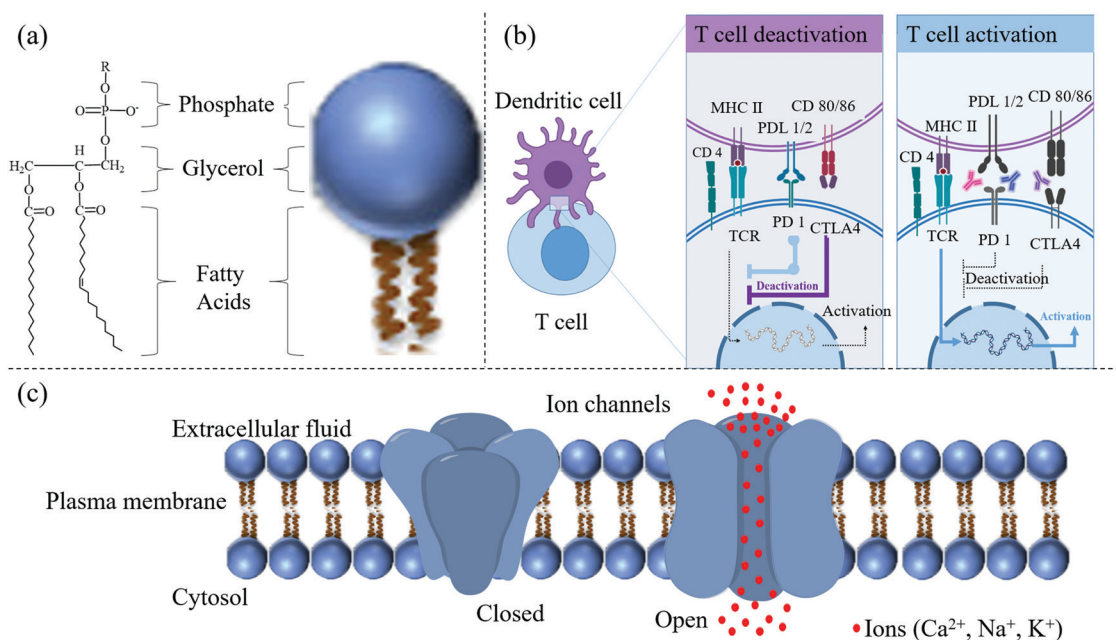 (a)
R
O
O=P-O-
O
H
H₂C
CH₂
O
O
C=O
C=O
Phosphate
Glycerol
Fatty
Acids
(b)
Dendritic cell
T cell
T cell deactivation
MHC II
CD 80/86
PDL 1/2
CD 4
TCR
PD 1
CTLA4
Deactivation
Activation
T cell activation
PDL 1/2
CD 80/86
MHC II
CD 4
TCR
PD 1
CTLA4
Deactivation
Activation
(c)
Ion channels
Extracellular fluid
Plasma membrane
Cytosol
Closed
Open
Ions (Ca²⁺, Na⁺, K⁺)